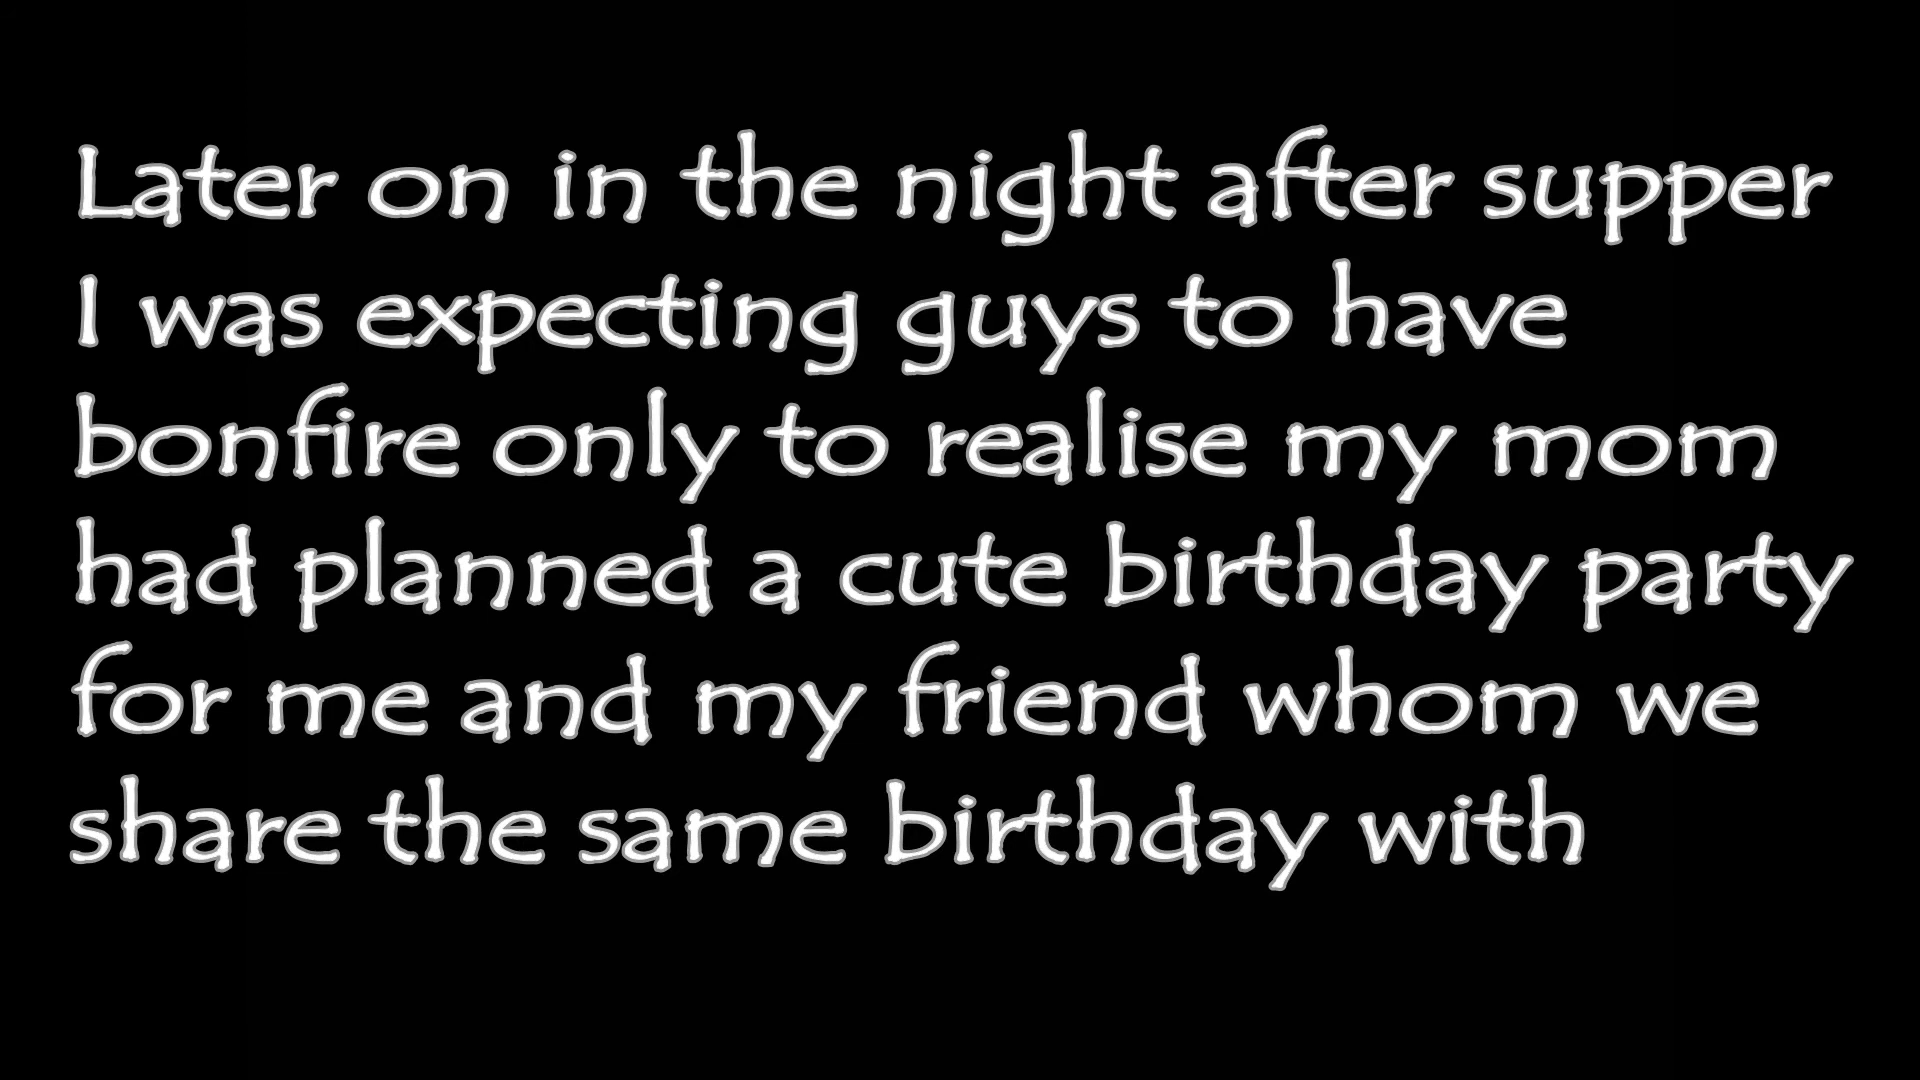 Later on in the night after supper
I was expecting guys to have
bonfire only to realise my mom
had planned a cute birthday party
for me and my friend whom we
share the same birthday with